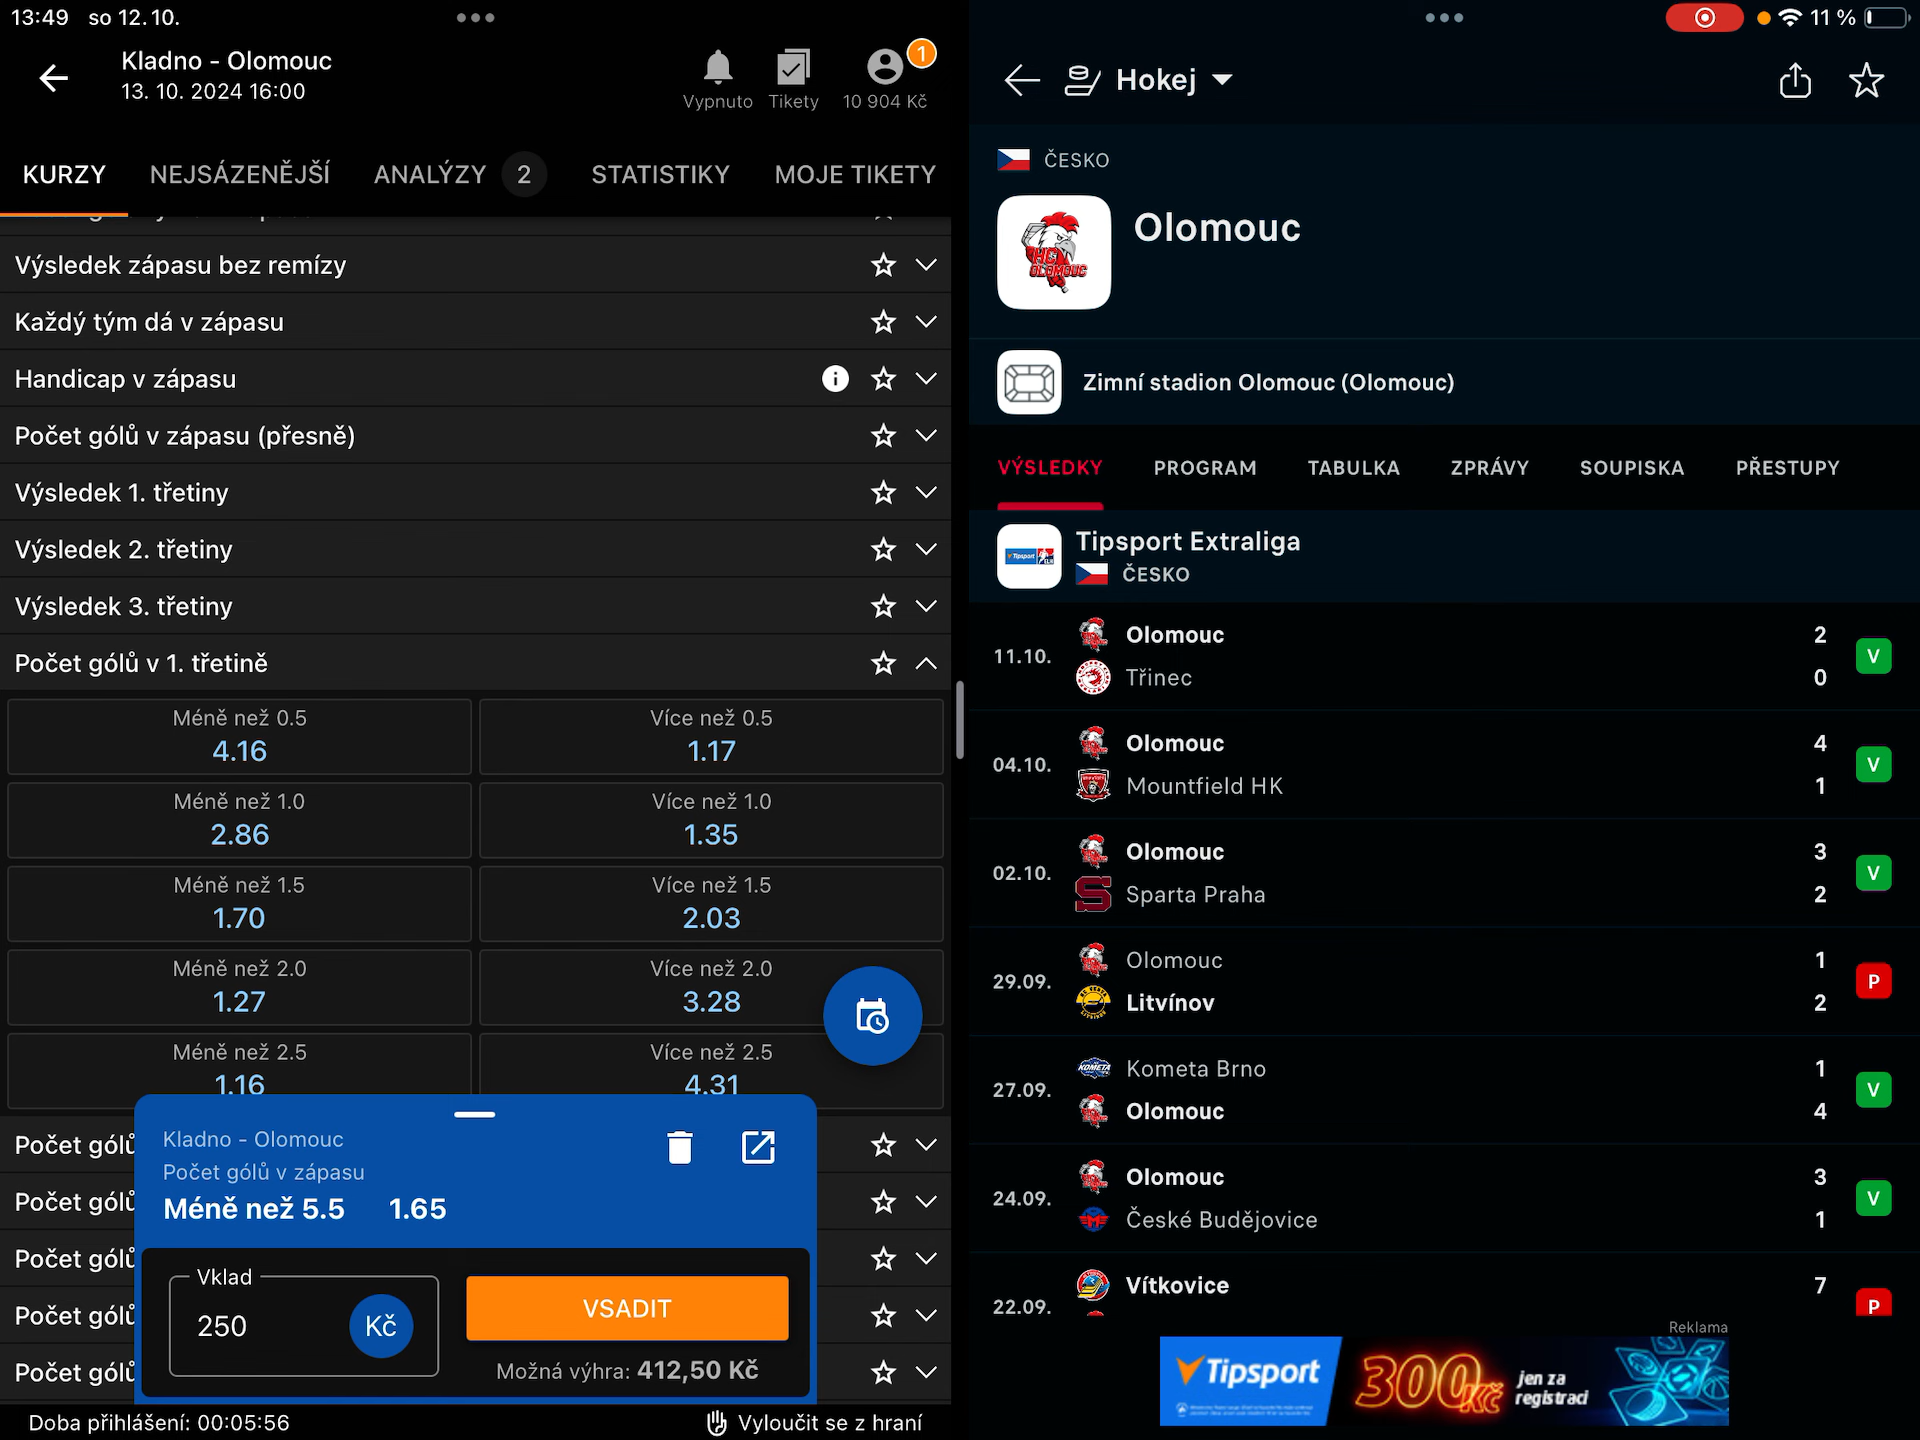 13:49 so 12. 10.
Kladno - Olomouc
13. 10. 2024 16:00
Vypnuto
Tikety
1
10 904 Kč
KURZY
NEJSÁZENĚJŠÍ
ANALÝZY 2
STATISTIKY
MOJE TIKETY
Výsledek zápasu bez remízy
Každý tým dá v zápasu
Handicap v zápasu
Počet gólů v zápasu (přesně)
Výsledek 1. třetiny
Výsledek 2. třetiny
Výsledek 3. třetiny
Počet gólů v 1. třetině
Méně než 0.5
4.16
Více než 0.5
1.17
Méně než 1.0
2.86
Více než 1.0
1.35
Méně než 1.5
1.70
Více než 1.5
2.03
Méně než 2.0
1.27
Více než 2.0
3.28
Méně než 2.5
1.16
Více než 2.5
4.31
Počet gólů
Počet gólů
Počet gólů
Počet gólů
Počet gólů
Kladno - Olomouc
Počet gólů v zápasu
Méně než 5.5 1.65
Vklad
250
Kč
VSADIT
Možná výhra: 412,50 Kč
Doba přihlášení: 00:05:56
Vyloučit se z hraní
11 %
Hokej
ČESKO
HC OLOMOUC
Olomouc
Zimní stadion Olomouc (Olomouc)
VÝSLEDKY
PROGRAM
TABULKA
ZPRÁVY
SOUPISKA
PŘESTUPY
Tipsport
Tipsport Extraliga
ČESKO
11.10.
Olomouc 2
Třinec 0
V
04.10.
Olomouc 4
Mountfield HK 1
V
02.10.
Olomouc 3
Sparta Praha 2
V
29.09.
Olomouc 1
Litvínov 2
P
27.09.
KOMETA
Kometa Brno 1
Olomouc 4
V
24.09.
Olomouc 3
České Budějovice 1
V
22.09.
Vítkovice 7
P
Reklama
Tipsport
300Kč
jen za
registraci